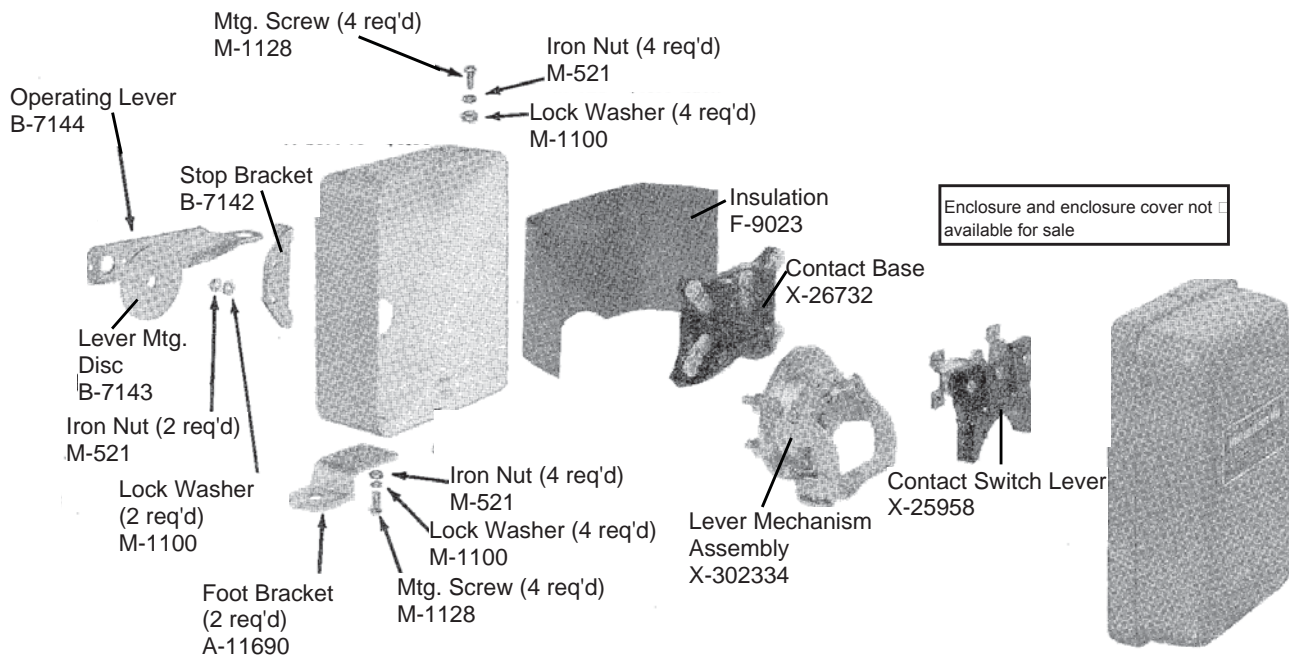 Mtg. Screw (4 req'd)
M-1128
Iron Nut (4 req'd)
M-521
Lock Washer (4 req'd)
M-1100
Operating Lever
B-7144
Stop Bracket
B-7142
Insulation
F-9023
Enclosure and enclosure cover not
available for sale
Contact Base
X-26732
Lever Mtg.
Disc
B-7143
Iron Nut (2 req'd)
M-521
Lock Washer
(2 req'd)
M-1100
Iron Nut (4 req'd)
M-521
Lock Washer (4 req'd)
M-1100
Mtg. Screw (4 req'd)
M-1128
Foot Bracket
(2 req'd)
A-11690
Lever Mechanism
Assembly
X-302334
Contact Switch Lever
X-25958